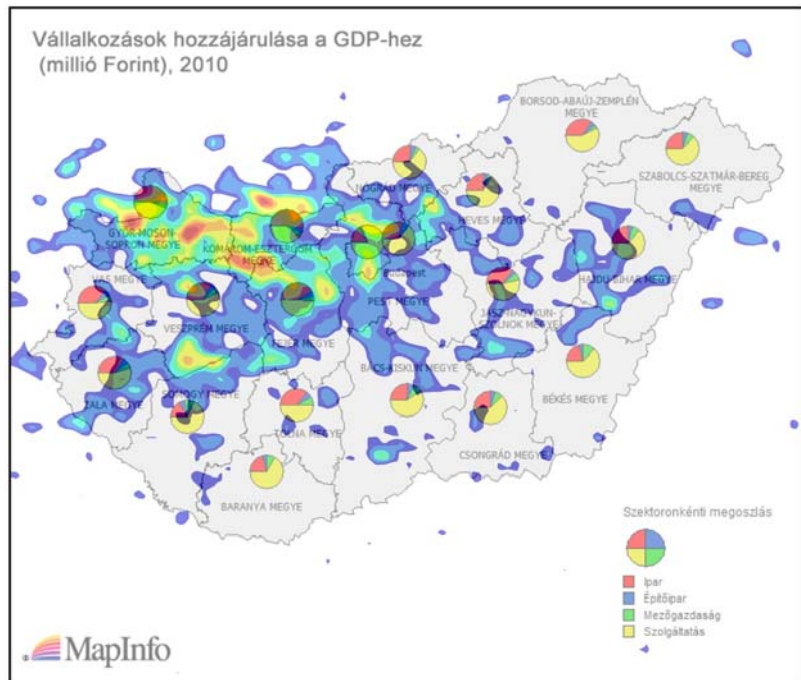 Vállalkozások hozzájárulása a GDP-hez
(millió Forint), 2010
BORSOD-ABAÚJ-ZEMPLÉN
MEGYE
SZABOLCS-SZATMÁR-BEREG
MEGYE
NÓGRÁD MEGYE
HEVES MEGYE
GYŐR-MOSON-
SOPRON MEGYE
KOMÁROM-ESZTERGOM
MEGYE
Budapest
HAJDÚ-BIHAR MEGYE
VAS MEGYE
VESZPRÉM MEGYE
FEJÉR MEGYE
PEST MEGYE
JÁSZ-NAGYKUN-
SZOLNOK MEGYE
ZALA MEGYE
SOMOGY MEGYE
BÁCS-KISKUN MEGYE
BÉKÉS MEGYE
TOLNA MEGYE
CSONGRÁD MEGYE
BARANYA MEGYE
Szektoronkénti megoszlás
Ipar
Építőipar
Mezőgazdaság
Szolgáltatás
MapInfo